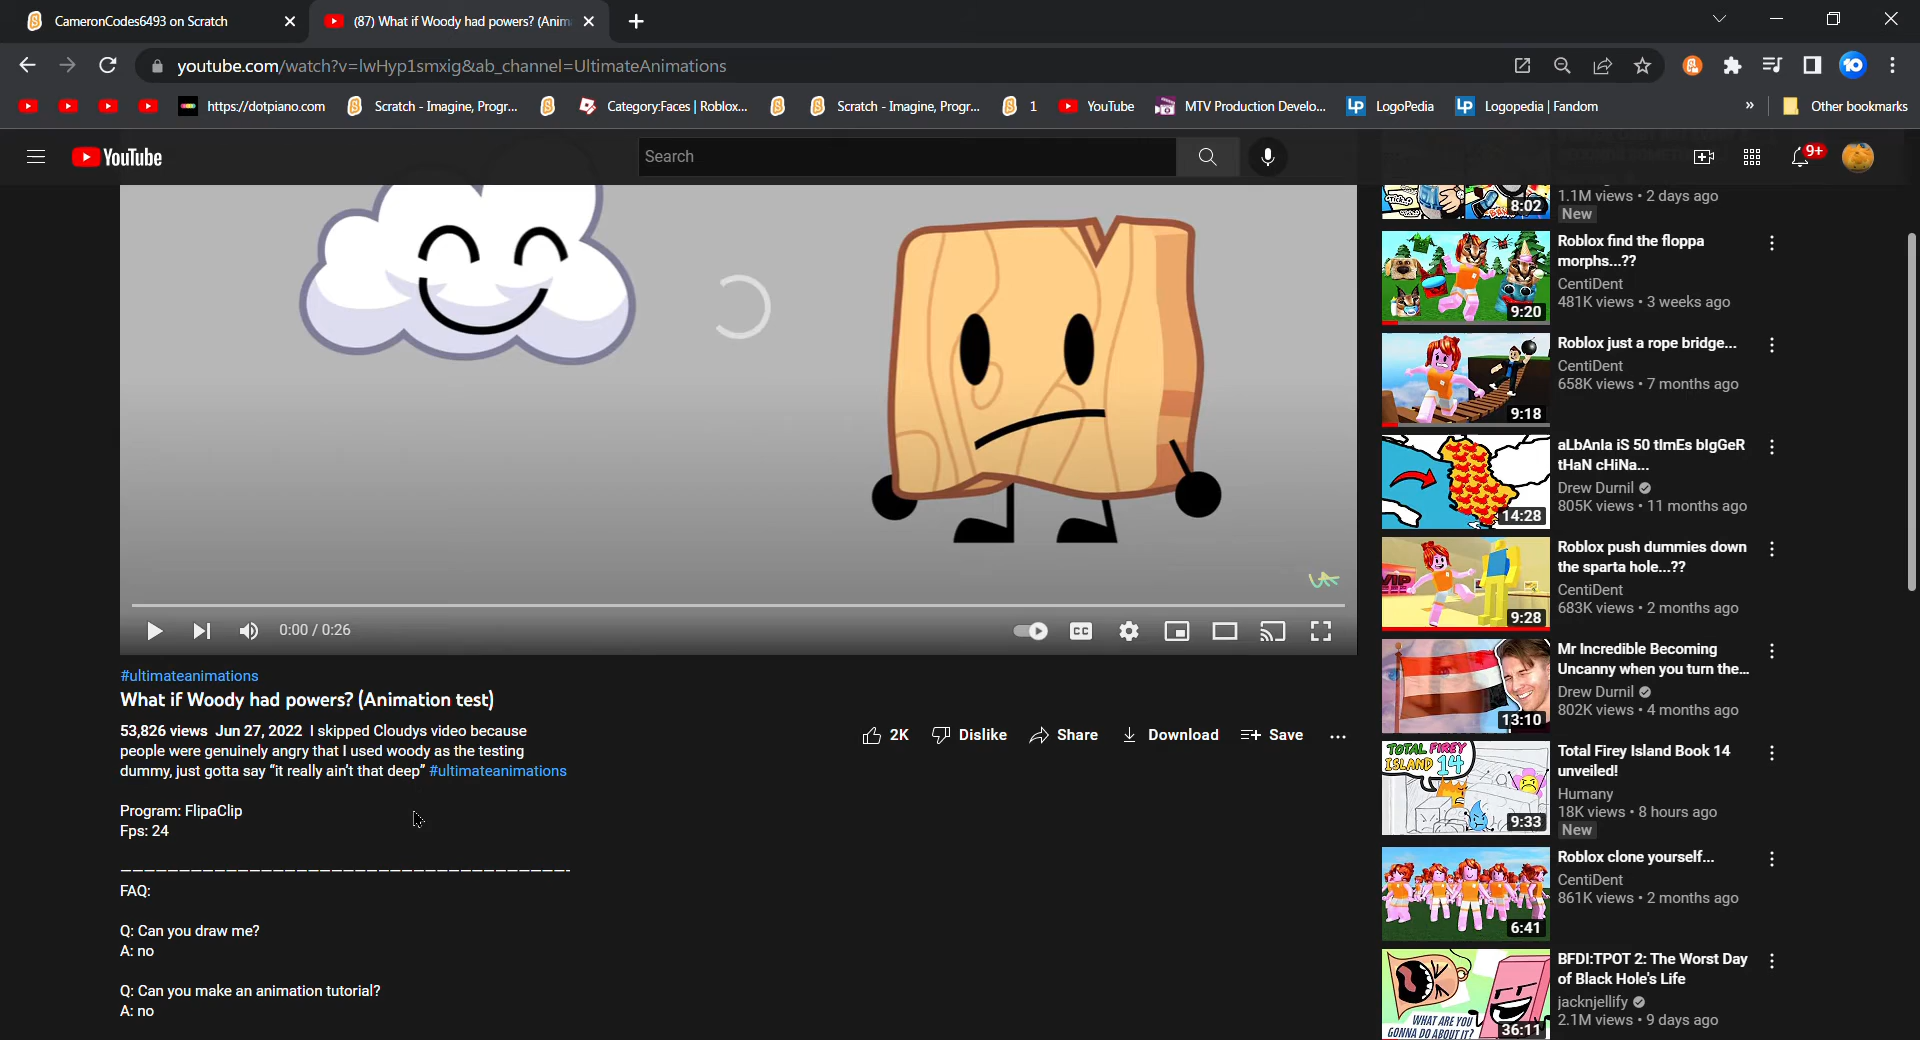 CameronCodes6493 on Scratch
(87) What if Woody had powers? (Anim
youtube.com/watch?v=lwHyp1smxig&ab_channel=UltimateAnimations
https://dotpiano.com
Scratch - Imagine, Progr...
Category:Faces | Roblox...
Scratch - Imagine, Progr...
1
YouTube
MTV Production Develo...
LogoPedia
Logopedia | Fandom
»
Other bookmarks
YouTube
Search
9+
0:00 / 0:26
CC
#ultimateanimations
What if Woody had powers? (Animation test)
53,826 views Jun 27, 2022 I skipped Cloudys video because
people were genuinely angry that I used woody as the testing
dummy, just gotta say “it really ain’t that deep” #ultimateanimations
2K
Dislike
Share
Download
Save
Program: FlipaClip
Fps: 24
FAQ:
Q: Can you draw me?
A: no
Q: Can you make an animation tutorial?
A: no
8:02
1.1M views • 2 days ago
New
9:20
Roblox find the floppa
morphs...??
CentiDent
481K views • 3 weeks ago
9:18
Roblox just a rope bridge...
CentiDent
658K views • 7 months ago
14:28
aLbAnIa iS 50 tImEs bIgGeR
tHaN cHiNa...
Drew Durnil
805K views • 11 months ago
VIP
9:28
Roblox push dummies down
the sparta hole...??
CentiDent
683K views • 2 months ago
13:10
Mr Incredible Becoming
Uncanny when you turn the...
Drew Durnil
802K views • 4 months ago
TOTAL FIREY
ISLAND 14
9:33
Total Firey Island Book 14
unveiled!
Humany
18K views • 8 hours ago
New
6:41
Roblox clone yourself...
CentiDent
861K views • 2 months ago
WHAT ARE YOU
GONNA DO ABOUT IT?
36:11
BFDI:TPOT 2: The Worst Day
of Black Hole's Life
jacknjellify
2.1M views • 9 days ago